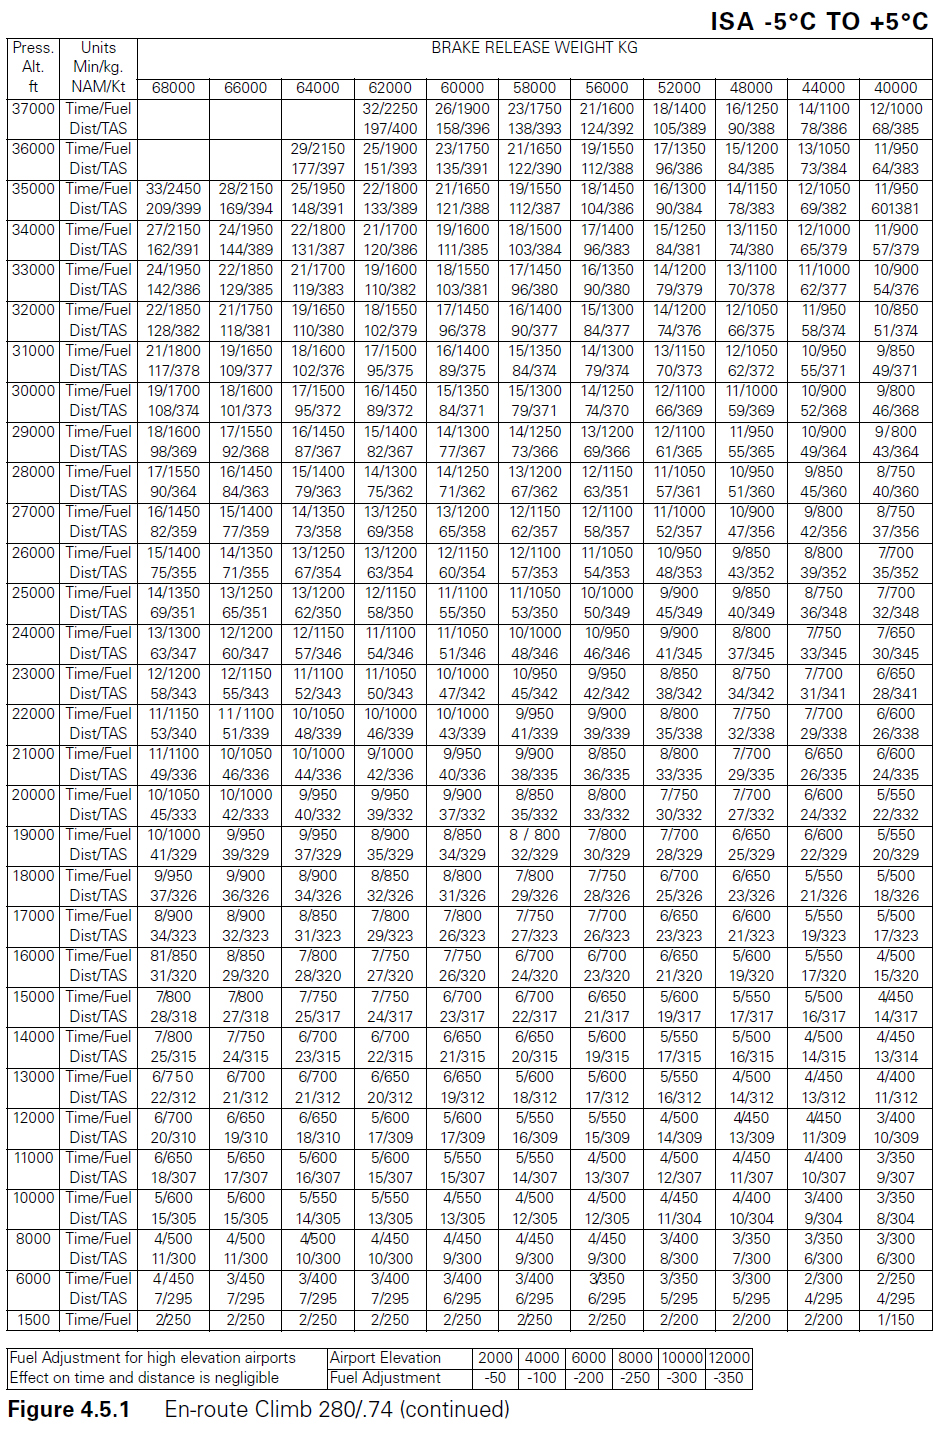 ISA -5°C TO +5°C
Press. Units BRAKE RELEASE WEIGHT KG
Alt. Min/kg.
ft NAM/Kt 68000 66000 64000 62000 60000 58000 56000 52000 48000 44000 40000
37000 Time/Fuel 32/2250 26/1900 23/1750 21/1600 18/1400 16/1250 14/1100 12/1000
Dist/TAS 197/400 158/396 138/393 124/392 105/389 90/388 78/386 68/385
36000 Time/Fuel 29/2150 25/1900 23/1750 21/1650 19/1550 17/1350 15/1200 13/1050 11/950
Dist/TAS 177/397 151/393 135/391 122/390 112/388 96/386 84/385 73/384 64/383
35000 Time/Fuel 33/2450 28/2150 25/1950 22/1800 21/1650 19/1550 18/1450 16/1300 14/1150 12/1050 11/950
Dist/TAS 209/399 169/394 148/391 133/389 121/388 112/387 104/386 90/384 78/383 69/382 601381
34000 Time/Fuel 27/2150 24/1950 22/1800 21/1700 19/1600 18/1500 17/1400 15/1250 13/1150 12/1000 11/900
Dist/TAS 162/391 144/389 131/387 120/386 111/385 103/384 96/383 84/381 74/380 65/379 57/379
33000 Time/Fuel 24/1950 22/1850 21/1700 19/1600 18/1550 17/1450 16/1350 14/1200 13/1100 11/1000 10/900
Dist/TAS 142/386 129/385 119/383 110/382 103/381 96/380 90/380 79/379 70/378 62/377 54/376
32000 Time/Fuel 22/1850 21/1750 19/1650 18/1550 17/1450 16/1400 15/1300 14/1200 12/1050 11/950 10/850
Dist/TAS 128/382 118/381 110/380 102/379 96/378 90/377 84/377 74/376 66/375 58/374 51/374
31000 Time/Fuel 21/1800 19/1650 18/1600 17/1500 16/1400 15/1350 14/1300 13/1150 12/1050 10/950 9/850
Dist/TAS 117/378 109/377 102/376 95/375 89/375 84/374 79/374 70/373 62/372 55/371 49/371
30000 Time/Fuel 19/1700 18/1600 17/1500 16/1450 15/1350 15/1300 14/1250 12/1100 11/1000 10/900 9/800
Dist/TAS 108/374 101/373 95/372 89/372 84/371 79/371 74/370 66/369 59/369 52/368 46/368
29000 Time/Fuel 18/1600 17/1550 16/1450 15/1400 14/1300 14/1250 13/1200 12/1100 11/950 10/900 9/800
Dist/TAS 98/369 92/368 87/367 82/367 77/367 73/366 69/366 61/365 55/365 49/364 43/364
28000 Time/Fuel 17/1550 16/1450 15/1400 14/1300 14/1250 13/1200 12/1150 11/1050 10/950 9/850 8/750
Dist/TAS 90/364 84/363 79/363 75/362 71/362 67/362 63/351 57/361 51/360 45/360 40/360
27000 Time/Fuel 16/1450 15/1400 14/1350 13/1250 13/1200 12/1150 12/1100 11/1000 10/900 9/800 8/750
Dist/TAS 82/359 77/359 73/358 69/358 65/358 62/357 58/357 52/357 47/356 42/356 37/356
26000 Time/Fuel 15/1400 14/1350 13/1250 13/1200 12/1150 12/1100 11/1050 10/950 9/850 8/800 7/700
Dist/TAS 75/355 71/355 67/354 63/354 60/354 57/353 54/353 48/353 43/352 39/352 35/352
25000 Time/Fuel 14/1350 13/1250 13/1200 12/1150 11/1100 11/1050 10/1000 9/900 9/850 8/750 7/700
Dist/TAS 69/351 65/351 62/350 58/350 55/350 53/350 50/349 45/349 40/349 36/348 32/348
24000 Time/Fuel 13/1300 12/1200 12/1150 11/1100 11/1050 10/1000 10/950 9/900 8/800 7/750 7/650
Dist/TAS 63/347 60/347 57/346 54/346 51/346 48/346 46/346 41/345 37/345 33/345 30/345
23000 Time/Fuel 12/1200 12/1150 11/1100 11/1050 10/1000 10/950 9/950 8/850 8/750 7/700 6/650
Dist/TAS 58/343 55/343 52/343 50/343 47/342 45/342 42/342 38/342 34/342 31/341 28/341
22000 Time/Fuel 11/1150 11/1100 10/1050 10/1000 10/1000 9/950 9/900 8/800 7/750 7/700 6/600
Dist/TAS 53/340 51/339 48/339 46/339 43/339 41/339 39/339 35/338 32/338 29/338 26/338
21000 Time/Fuel 11/1100 10/1050 10/1000 9/1000 9/950 9/900 8/850 8/800 7/700 6/650 6/600
Dist/TAS 49/336 46/336 44/336 42/336 40/336 38/335 36/335 33/335 29/335 26/335 24/335
20000 Time/Fuel 10/1050 10/1000 9/950 9/950 9/900 8/850 8/800 7/750 7/700 6/600 5/550
Dist/TAS 45/333 42/333 40/332 39/332 37/332 35/332 33/332 30/332 27/332 24/332 22/332
19000 Time/Fuel 10/1000 9/950 9/950 8/900 8/850 8 / 800 7/800 7/700 6/650 6/600 5/550
Dist/TAS 41/329 39/329 37/329 35/329 34/329 32/329 30/329 28/329 25/329 22/329 20/329
18000 Time/Fuel 9/950 9/900 8/900 8/850 8/800 7/800 7/750 6/700 6/650 5/550 5/500
Dist/TAS 37/326 36/326 34/326 32/326 31/326 29/326 28/326 25/326 23/326 21/326 18/326
17000 Time/Fuel 8/900 8/900 8/850 7/800 7/800 7/750 7/700 6/650 6/600 5/550 5/500
Dist/TAS 34/323 32/323 31/323 29/323 26/323 27/323 26/323 23/323 21/323 19/323 17/323
16000 Time/Fuel 81/850 8/850 7/800 7/750 7/750 6/700 7/700 6/650 5/600 5/550 4/500
Dist/TAS 31/320 29/320 28/320 27/320 26/320 24/320 23/320 21/320 19/320 17/320 15/320
15000 Time/Fuel 7/800 7/800 7/750 7/750 6/700 6/700 6/650 5/600 5/550 5/500 4/450
Dist/TAS 28/318 27/318 25/317 24/317 23/317 22/317 21/317 19/317 17/317 16/317 14/317
14000 Time/Fuel 7/800 7/750 6/700 6/700 6/650 6/650 5/600 5/550 5/500 4/500 4/450
Dist/TAS 25/315 24/315 23/315 22/315 21/315 20/315 19/315 17/315 16/315 14/315 13/314
13000 Time/Fuel 6/750 6/700 6/700 6/650 6/650 5/600 5/600 5/550 4/500 4/450 4/400
Dist/TAS 22/312 21/312 21/312 20/312 19/312 18/312 17/312 16/312 14/312 13/312 11/312
12000 Time/Fuel 6/700 6/650 6/650 5/600 5/600 5/550 5/550 4/500 4/450 4/450 3/400
Dist/TAS 20/310 19/310 18/310 17/309 17/309 16/309 15/309 14/309 13/309 11/309 10/309
11000 Time/Fuel 6/650 5/650 5/600 5/600 5/550 5/550 4/500 4/500 4/450 4/400 3/350
Dist/TAS 18/307 17/307 16/307 15/307 15/307 14/307 13/307 12/307 11/307 10/307 9/307
10000 Time/Fuel 5/600 5/600 5/550 5/550 4/550 4/500 4/500 4/450 4/400 3/400 3/350
Dist/TAS 15/305 15/305 14/305 13/305 13/305 12/305 12/305 11/304 10/304 9/304 8/304
8000 Time/Fuel 4/500 4/500 4/500 4/450 4/450 4/450 4/450 3/400 3/350 3/350 3/300
Dist/TAS 11/300 11/300 10/300 10/300 9/300 9/300 9/300 8/300 7/300 6/300 6/300
6000 Time/Fuel 4/450 3/450 3/400 3/400 3/400 3/400 3/350 3/350 3/300 2/300 2/250
Dist/TAS 7/295 7/295 7/295 7/295 6/295 6/295 6/295 5/295 5/295 4/295 4/295
1500 Time/Fuel 2/250 2/250 2/250 2/250 2/250 2/250 2/250 2/200 2/200 2/200 1/150
Fuel Adjustment for high elevation airports Airport Elevation 2000 4000 6000 8000 10000 12000
Effect on time and distance is negligible Fuel Adjustment -50 -100 -200 -250 -300 -350
Figure 4.5.1 En-route Climb 280/.74 (continued)